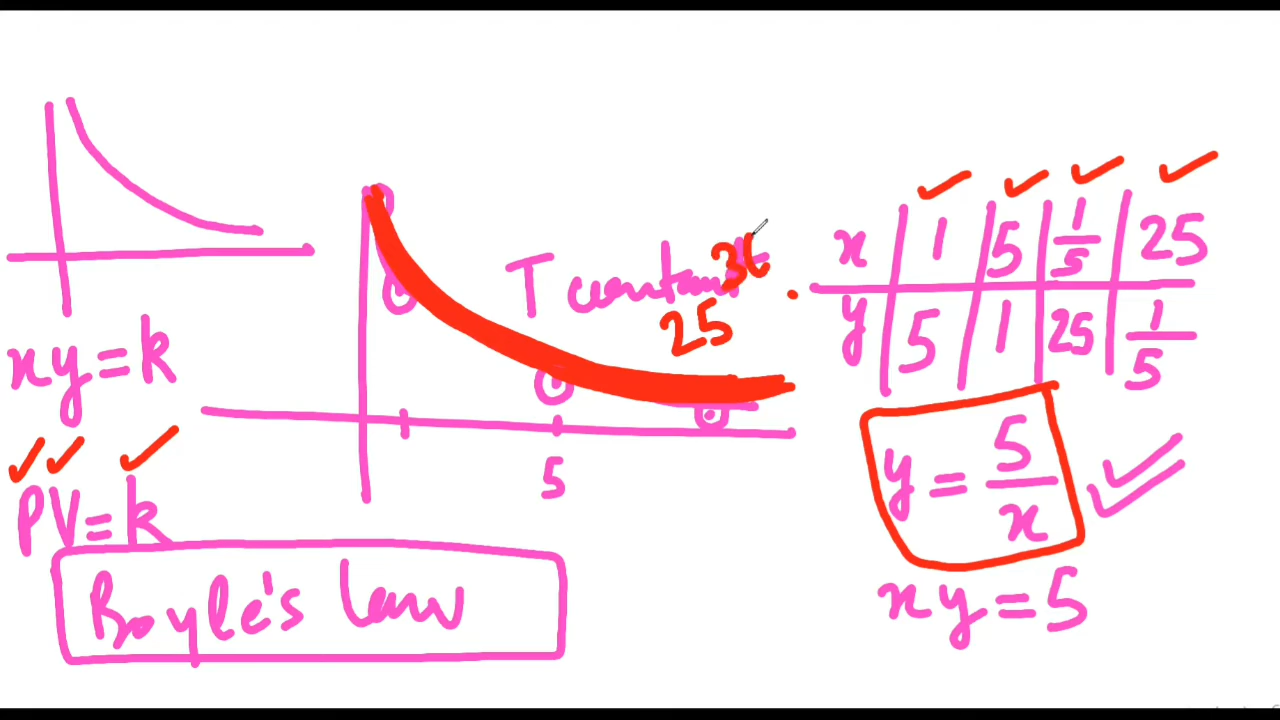 xy=k
PV=k
Boyle's law
T constant
25
5
x | 1 | 5 | 1/5 | 25
y | 5 | 1 | 25 | 1/5
y = 5/x
xy=5